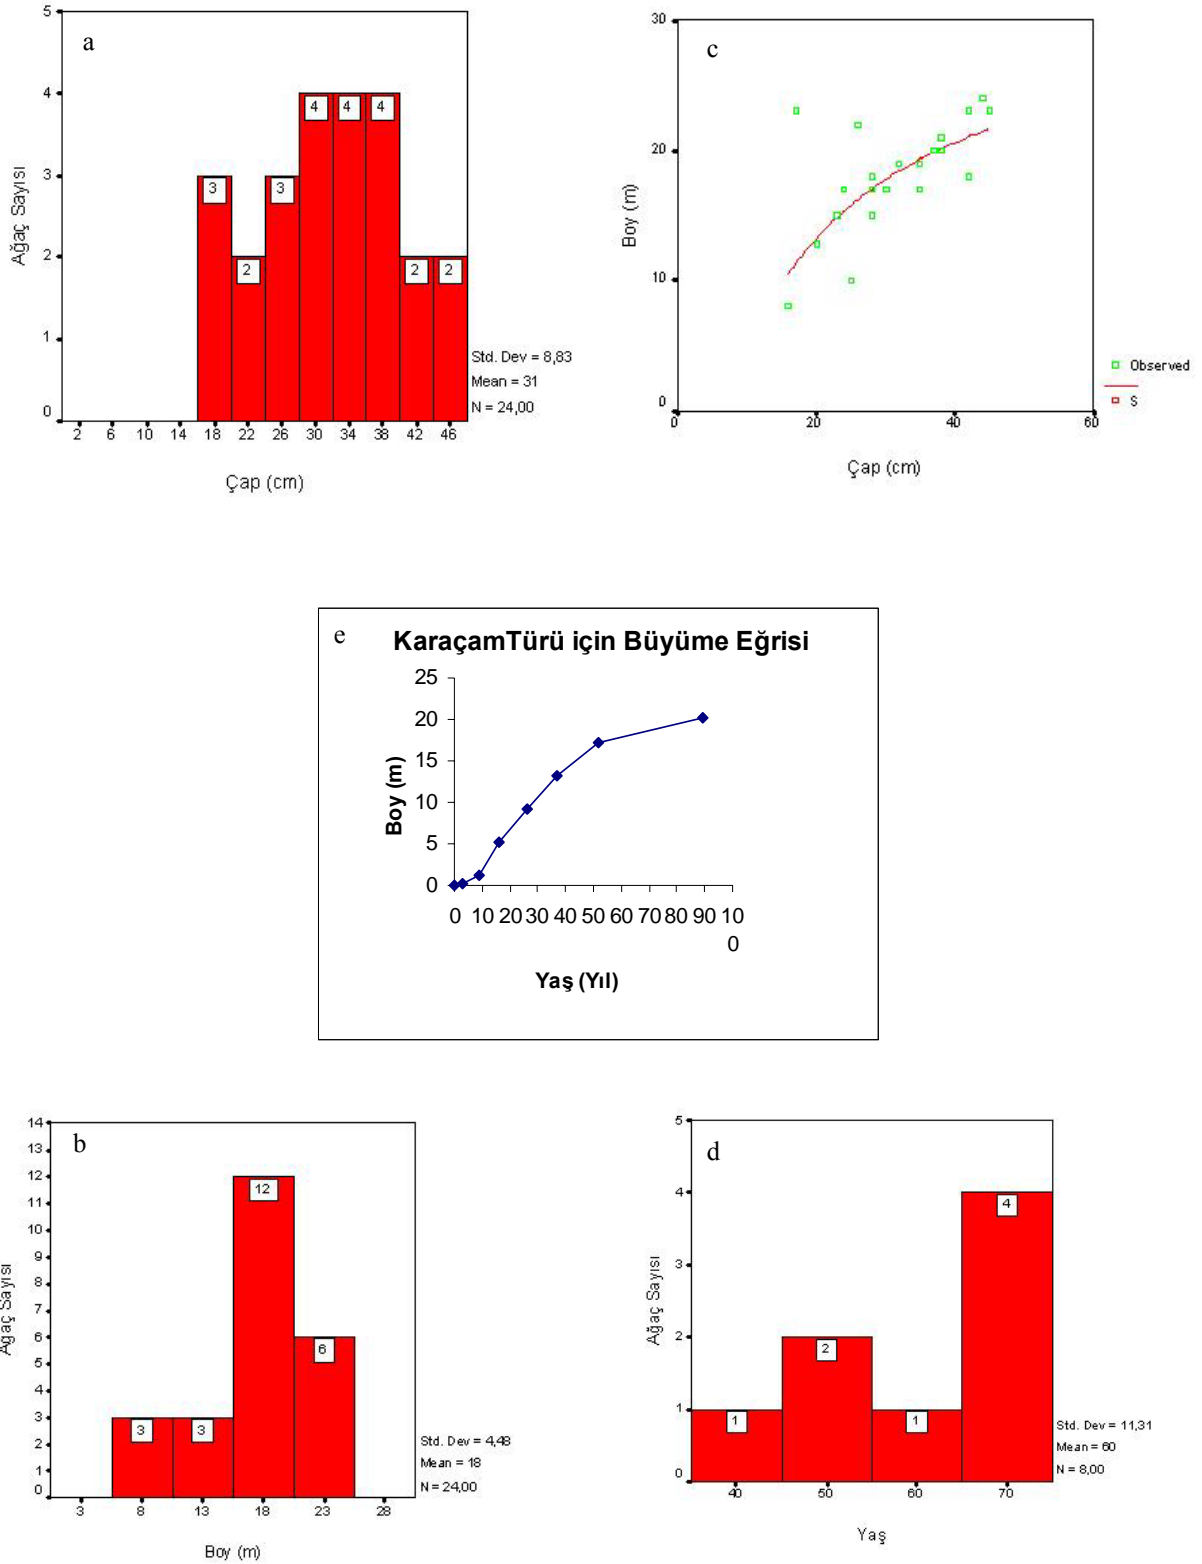 a
5
4
3
2
1
0
Ağaç Sayısı
3
2
3
4
4
4
2
2
2 6 10 14 18 22 26 30 34 38 42 46
Çap (cm)
Std. Dev = 8,83
Mean = 31
N = 24,00
c
30
20
10
0
Boy (m)
0 20 40 60
Çap (cm)
Observed
S
e
KaraçamTürü için Büyüme Eğrisi
25
20
15
10
5
0
Boy (m)
0 10 20 30 40 50 60 70 80 90 10
0
Yaş (Yıl)
b
14
13
12
11
10
9
8
7
6
5
4
3
2
1
0
Ağaç Sayısı
3
3
12
6
3 8 13 18 23 28
Boy (m)
Std. Dev = 4,48
Mean = 18
N = 24,00
d
5
4
3
2
1
0
Ağaç Sayısı
1
2
1
4
40 50 60 70
Yaş
Std. Dev = 11,31
Mean = 60
N = 8,00